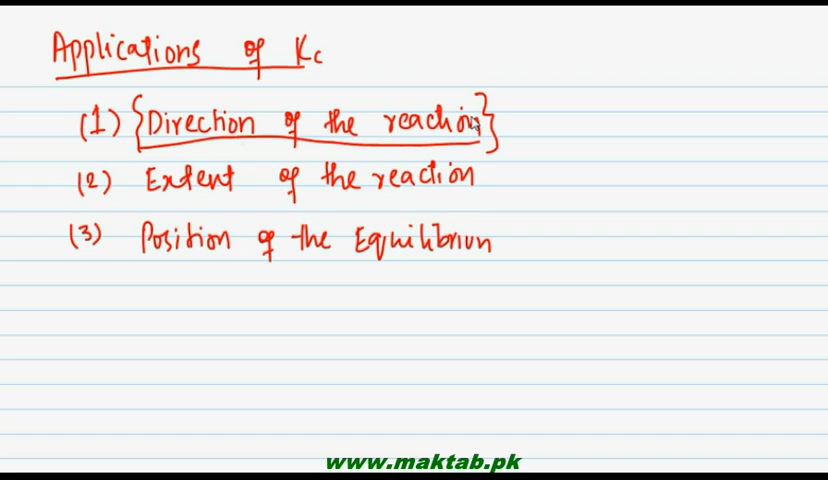 Applications of Kc
(1) {Direction of the reaction}
(2) Extent of the reaction
(3) Position of the Equilibrium
www.maktab.pk